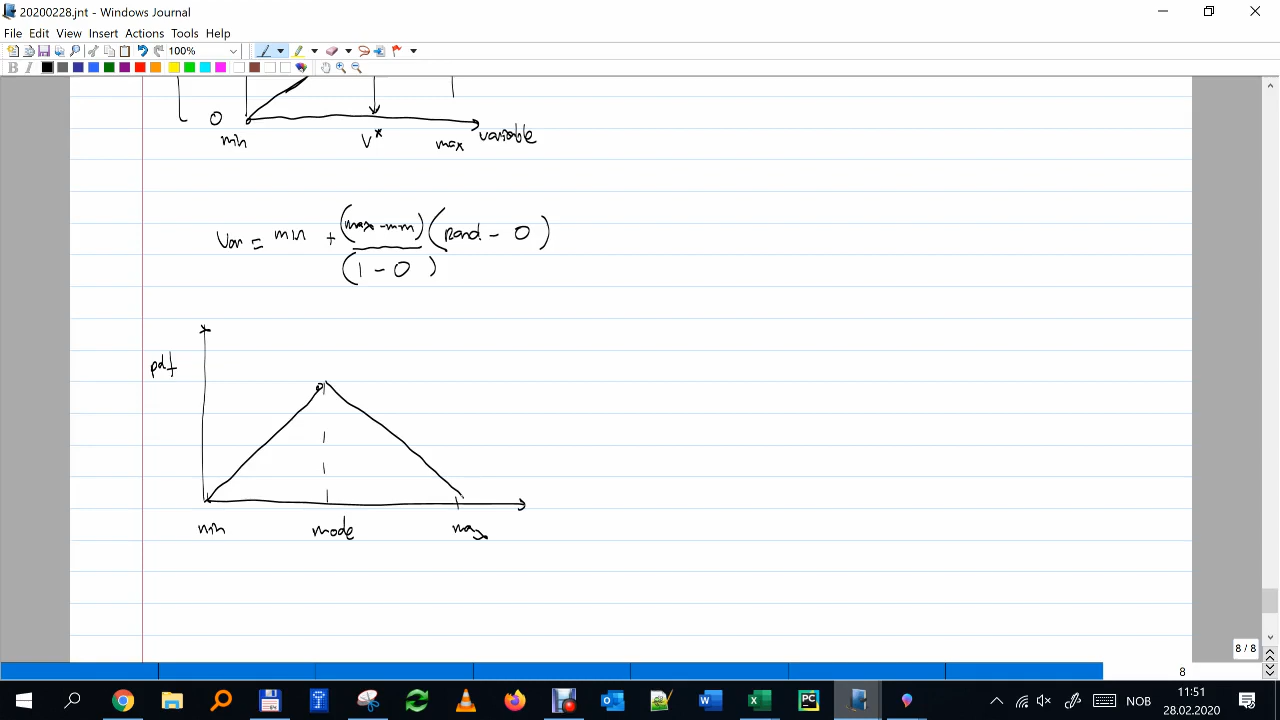 20200228.jnt - Windows Journal
File Edit View Insert Actions Tools Help
100%
B I
0
min V* max variable
Var = min + (max - min) (Rand - 0)
(1 - 0)
pdf
min mode max
8 / 8
8
NOB
11:51
28.02.2020